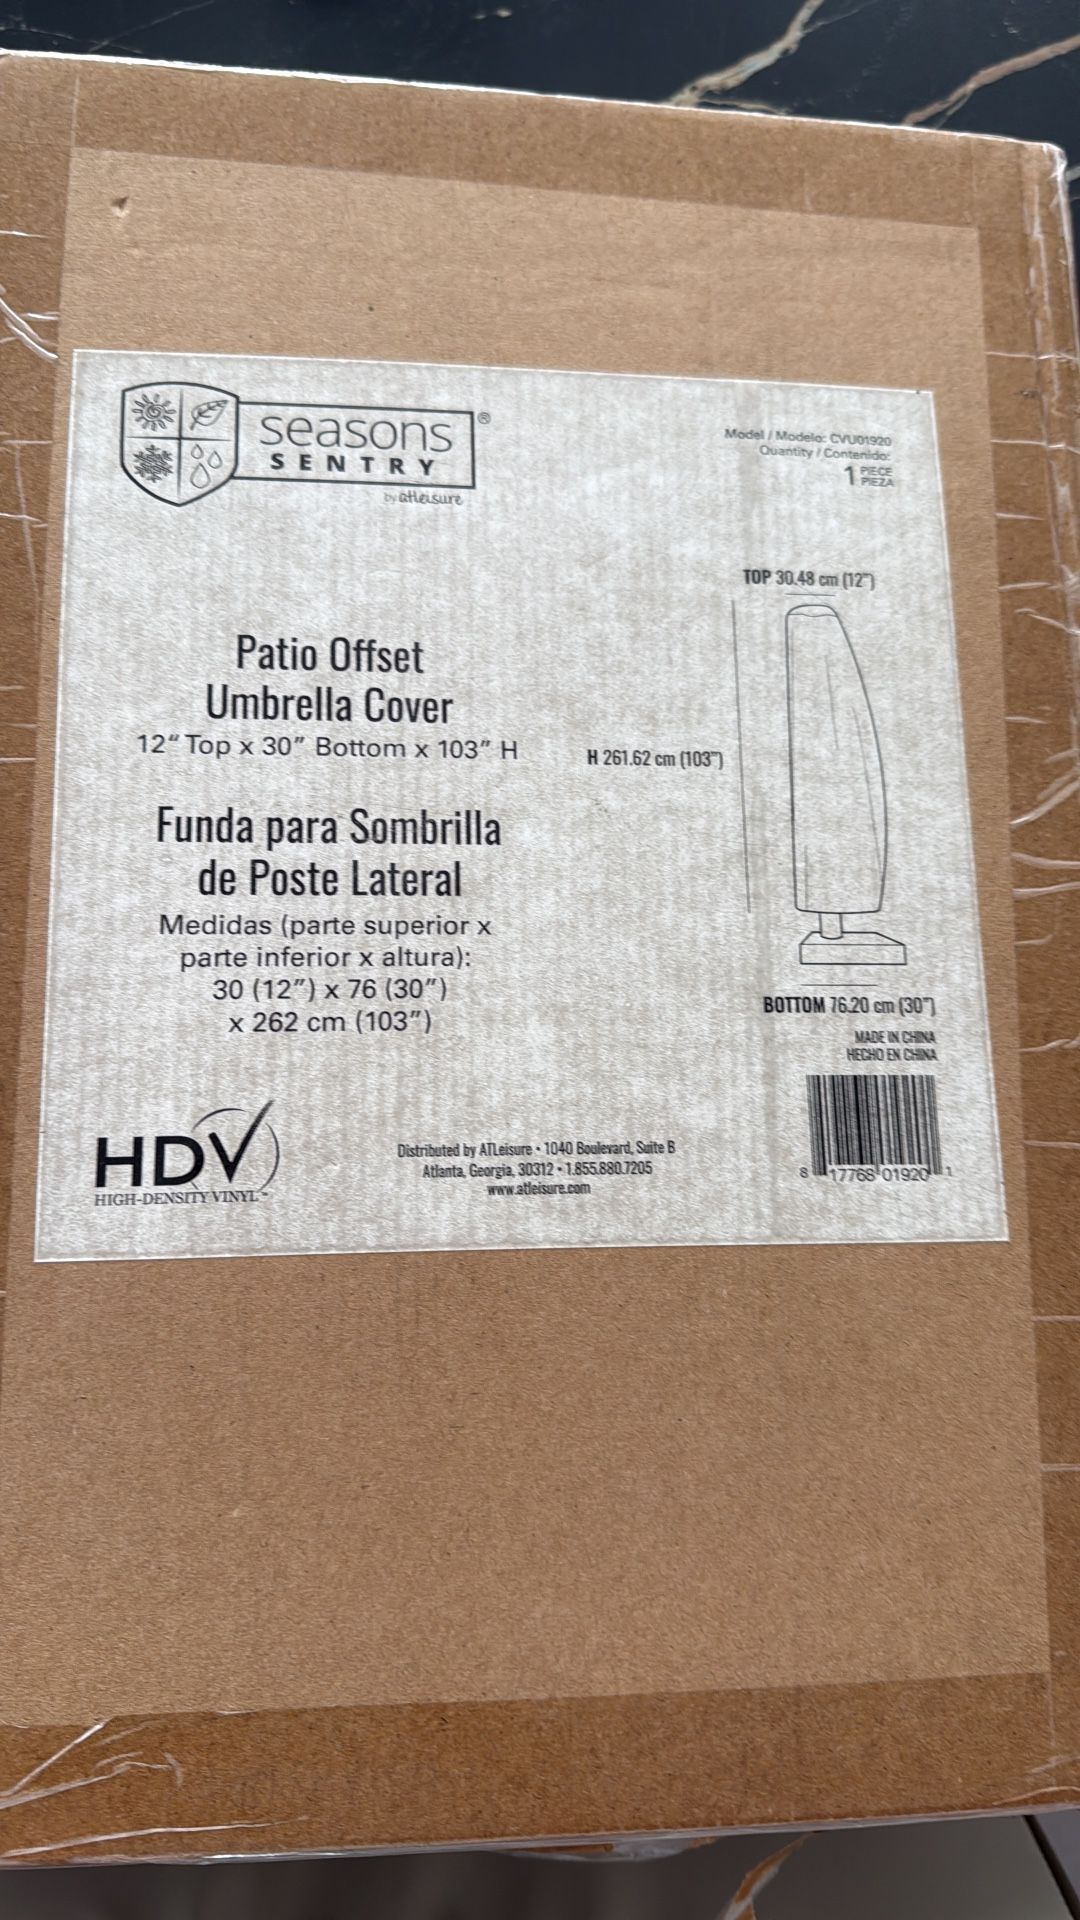 seasons ®
SENTRY
by atleisure
Model / Modelo: CVU01920
Quantity / Contenido:
1 PIECE
PIEZA
TOP 30.48 cm (12")
Patio Offset
Umbrella Cover
12" Top x 30" Bottom x 103" H
H 261.62 cm (103")
Funda para Sombrilla
de Poste Lateral
Medidas (parte superior x
parte inferior x altura):
30 (12") x 76 (30")
x 262 cm (103")
BOTTOM 76.20 cm (30")
MADE IN CHINA
HECHO EN CHINA
HDV
HIGH-DENSITY VINYL™
Distributed by ATLeisure • 1040 Boulevard, Suite B
Atlanta, Georgia, 30312 • 1.855.880.7205
www.atleisure.com
8 17768 01920 1